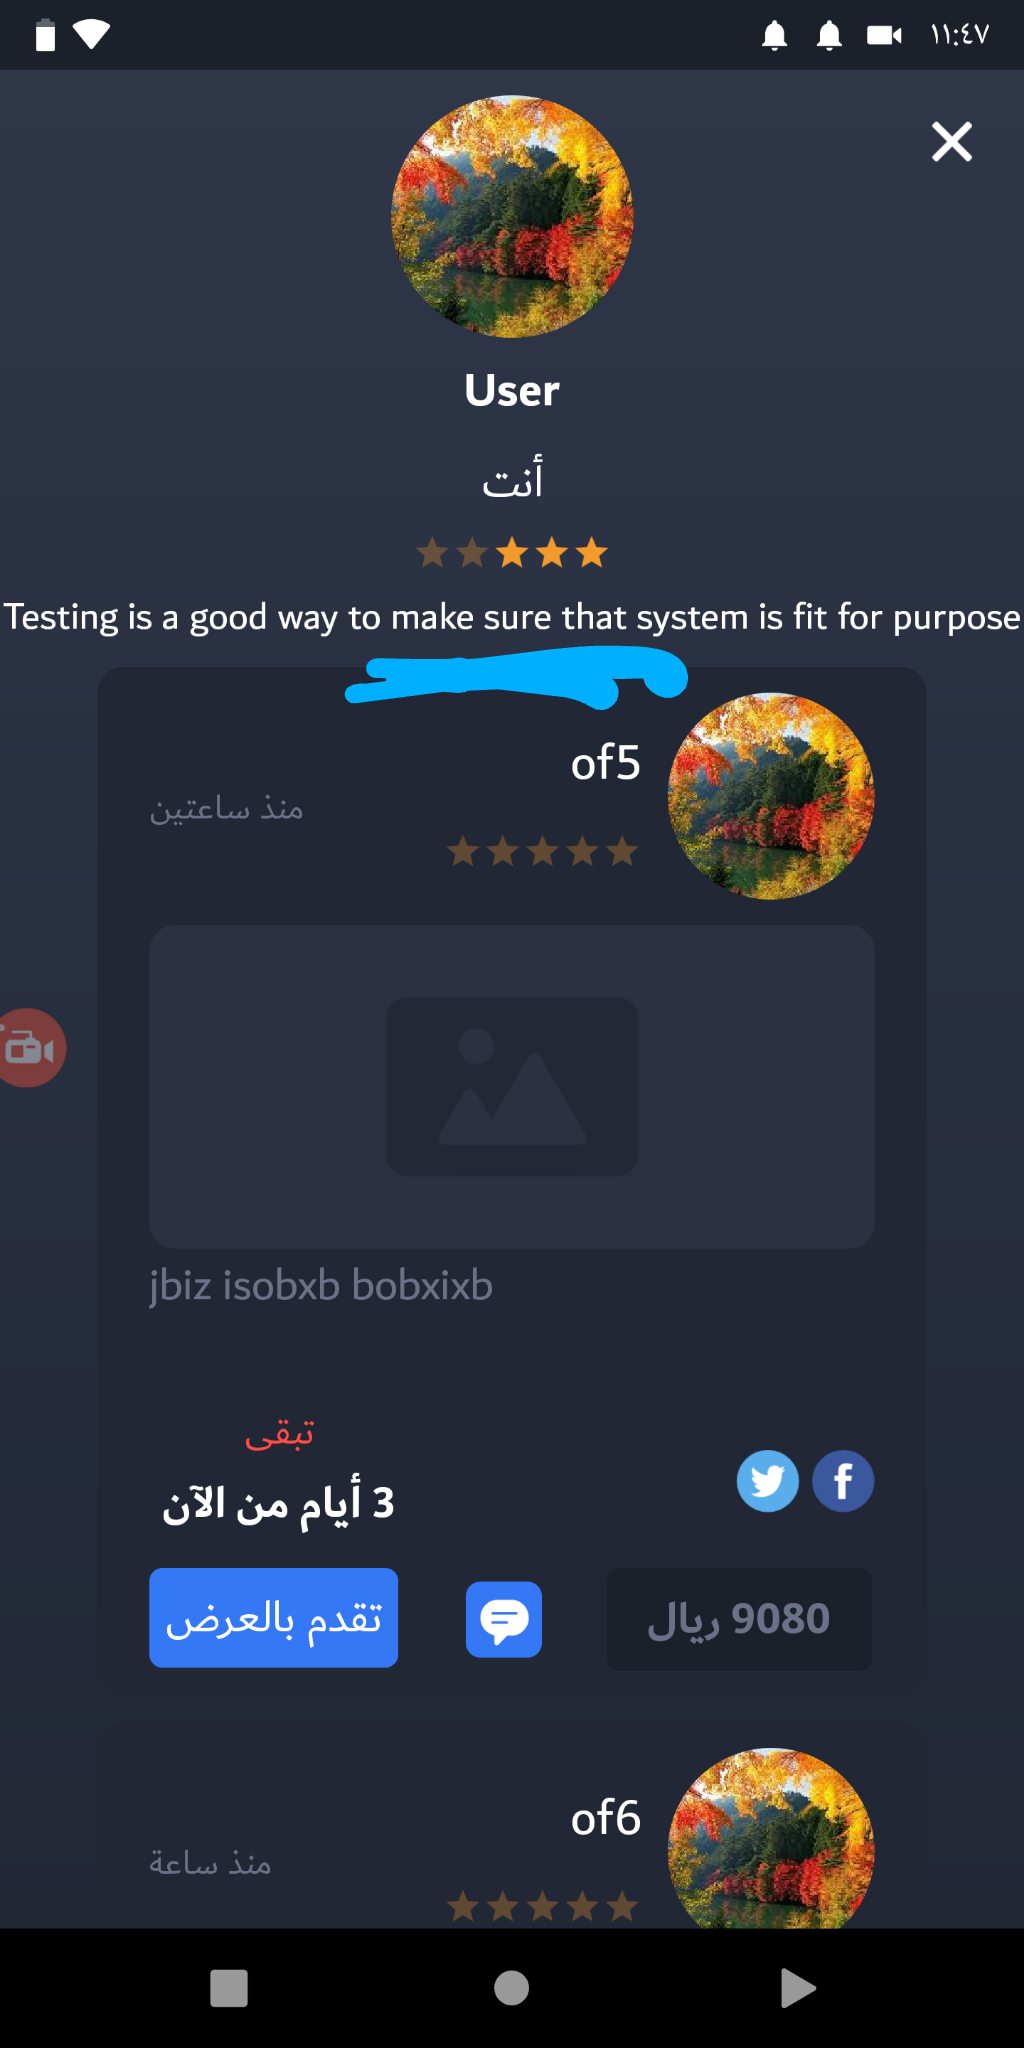 ١١:٤٧
User
أنت
Testing is a good way to make sure that system is fit for purpose
of5
منذ ساعتين
jbiz isobxb bobxixb
تبقى
3 أيام من الآن
f
تقدم بالعرض
9080 ريال
of6
منذ ساعة